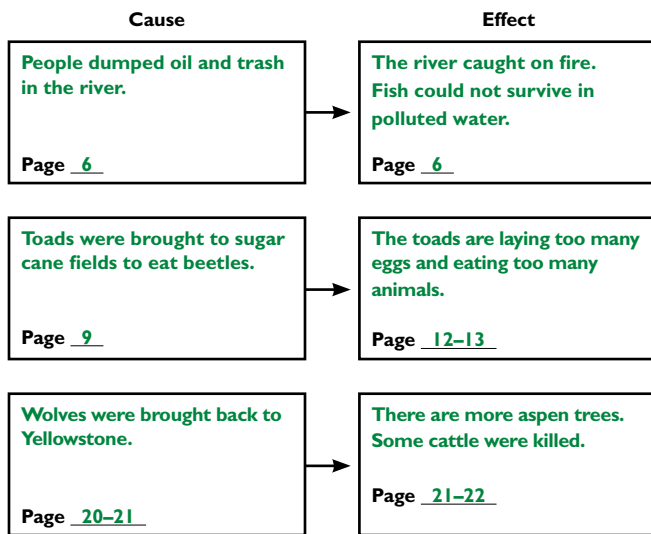 Cause
Effect
People dumped oil and trash
in the river.
Page 6
The river caught on fire.
Fish could not survive in
polluted water.
Page 6
Toads were brought to sugar
cane fields to eat beetles.
Page 9
The toads are laying too many
eggs and eating too many
animals.
Page 12–13
Wolves were brought back to
Yellowstone.
Page 20–21
There are more aspen trees.
Some cattle were killed.
Page 21–22